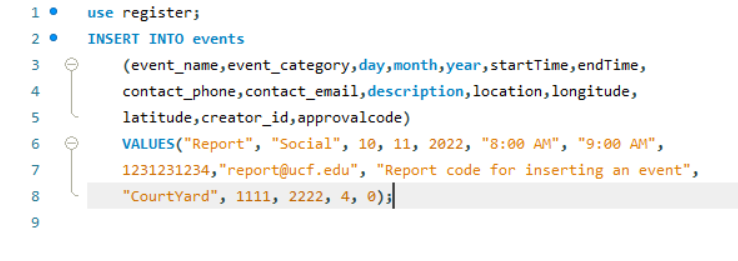 1 use register;
2 INSERT INTO events
3 (event_name,event_category,day,month,year,startTime,endTime,
4 contact_phone,contact_email,description,location,longitude,
5 latitude,creator_id,approvalcode)
6 VALUES("Report", "Social", 10, 11, 2022, "8:00 AM", "9:00 AM",
7 1231231234,"report@ucf.edu", "Report code for inserting an event",
8 "CourtYard", 1111, 2222, 4, 0);
9